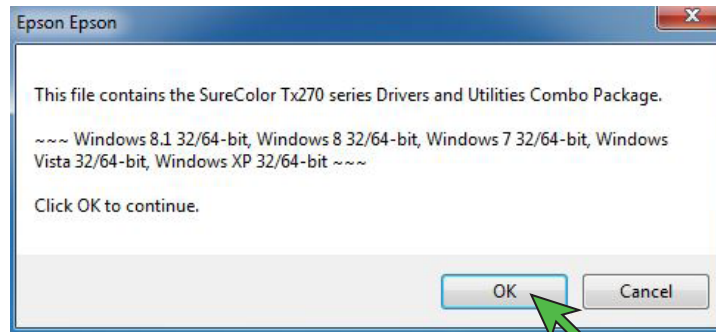 Epson Epson
This file contains the SureColor Tx270 series Drivers and Utilities Combo Package.
~~~ Windows 8.1 32/64-bit, Windows 8 32/64-bit, Windows 7 32/64-bit, Windows
Vista 32/64-bit, Windows XP 32/64-bit ~~~
Click OK to continue.
OK Cancel